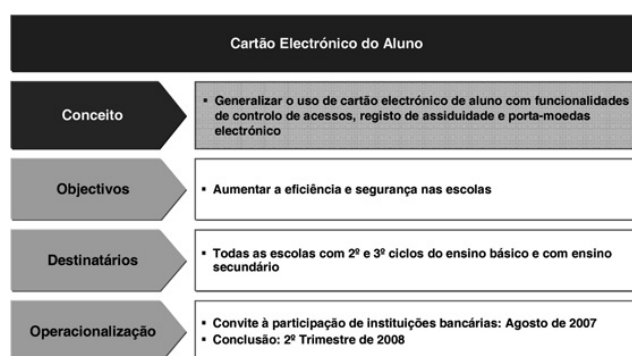 Cartão Electrónico do Aluno
Conceito
▪ Generalizar o uso de cartão electrónico de aluno com funcionalidades
de controlo de acessos, registo de assiduidade e porta-moedas
electrónico
Objectivos
▪ Aumentar a eficiência e segurança nas escolas
Destinatários
▪ Todas as escolas com 2º e 3º ciclos do ensino básico e com ensino
secundário
Operacionalização
▪ Convite à participação de instituições bancárias: Agosto de 2007
▪ Conclusão: 2º Trimestre de 2008